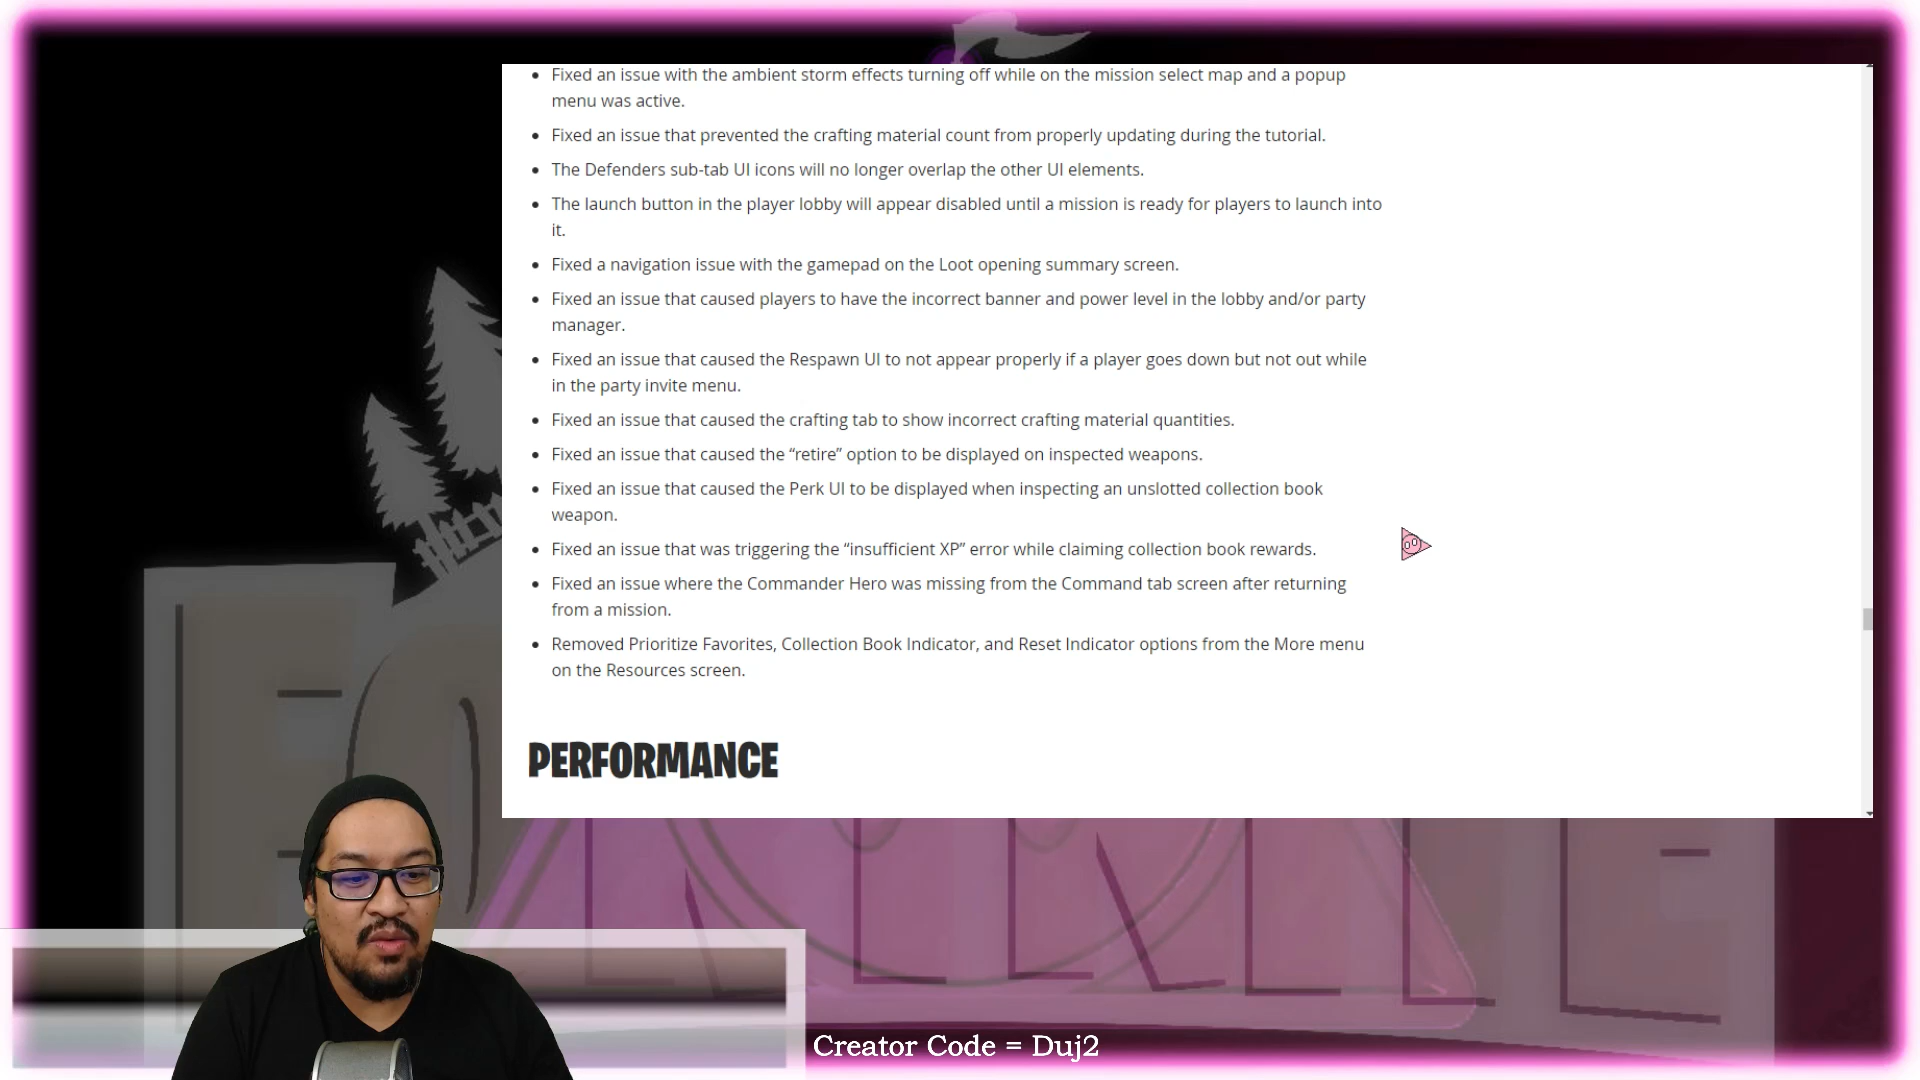 Fixed an issue with the ambient storm effects turning off while on the mission select map and a popup
menu was active.
Fixed an issue that prevented the crafting material count from properly updating during the tutorial.
The Defenders sub-tab UI icons will no longer overlap the other UI elements.
The launch button in the player lobby will appear disabled until a mission is ready for players to launch into
it.
Fixed a navigation issue with the gamepad on the Loot opening summary screen.
Fixed an issue that caused players to have the incorrect banner and power level in the lobby and/or party
manager.
Fixed an issue that caused the Respawn UI to not appear properly if a player goes down but not out while
in the party invite menu.
Fixed an issue that caused the crafting tab to show incorrect crafting material quantities.
Fixed an issue that caused the “retire” option to be displayed on inspected weapons.
Fixed an issue that caused the Perk UI to be displayed when inspecting an unslotted collection book
weapon.
Fixed an issue that was triggering the “insufficient XP” error while claiming collection book rewards.
Fixed an issue where the Commander Hero was missing from the Command tab screen after returning
from a mission.
Removed Prioritize Favorites, Collection Book Indicator, and Reset Indicator options from the More menu
on the Resources screen.
PERFORMANCE
Creator Code = Duj2